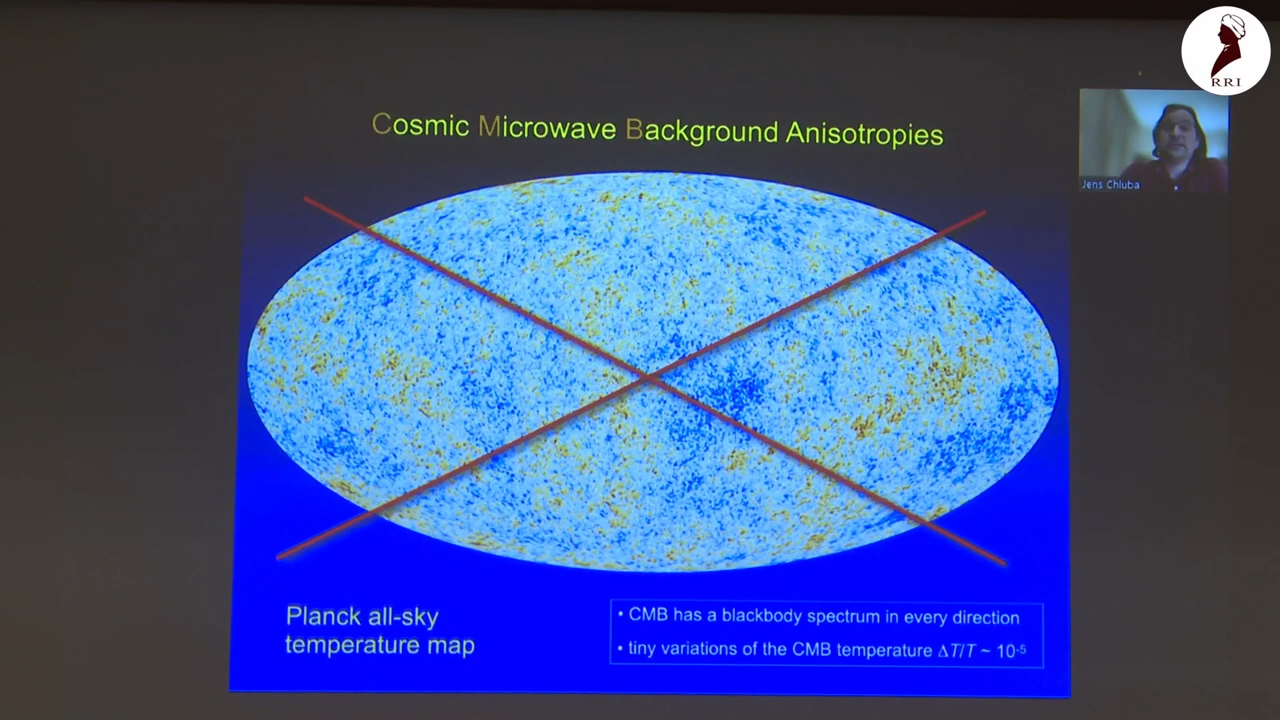 RRI
Cosmic Microwave Background Anisotropies
Jens Chluba
Planck all-sky
temperature map
• CMB has a blackbody spectrum in every direction
• tiny variations of the CMB temperature ΔT/T ~ 10⁻⁵